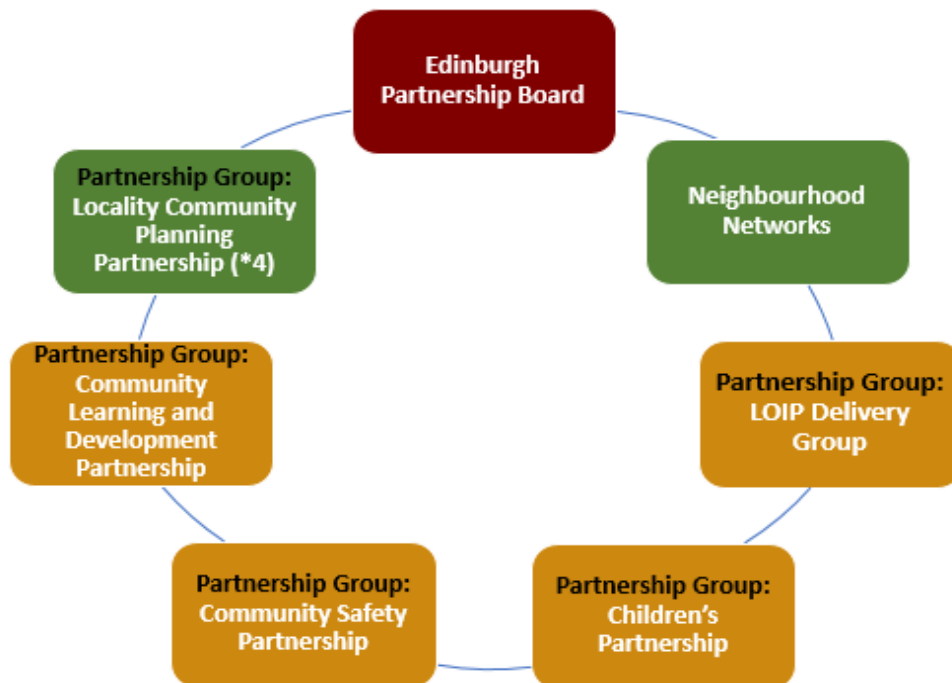 Edinburgh
Partnership Board
Neighbourhood
Networks
Partnership Group:
LOIP Delivery
Group
Partnership Group:
Children’s
Partnership
Partnership Group:
Community Safety
Partnership
Partnership Group:
Community
Learning and
Development
Partnership
Partnership Group:
Locality Community
Planning
Partnership (*4)